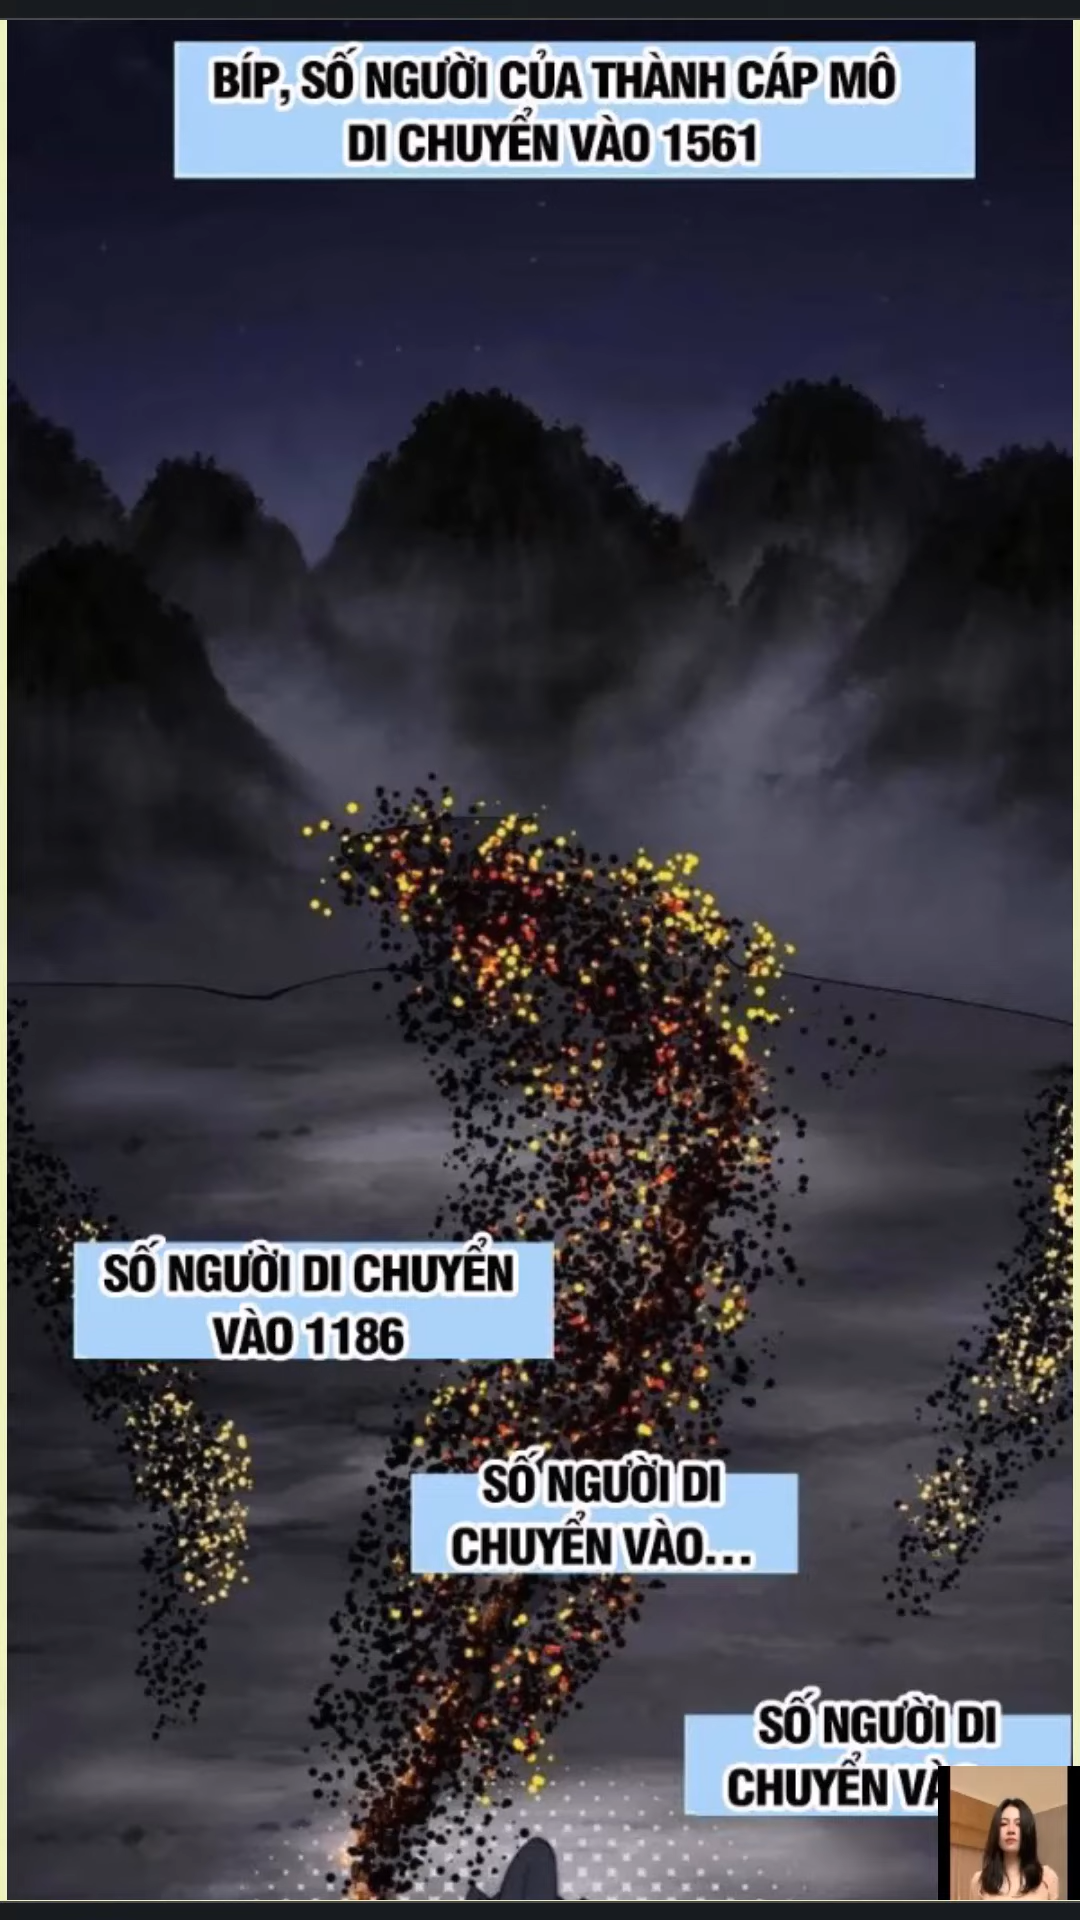 BÍP, SỐ NGƯỜI CỦA THÀNH CÁP MÔ
DI CHUYỂN VÀO 1561
SỐ NGƯỜI DI CHUYỂN
VÀO 1186
SỐ NGƯỜI DI
CHUYỂN VÀO...
SỐ NGƯỜI DI
CHUYỂN